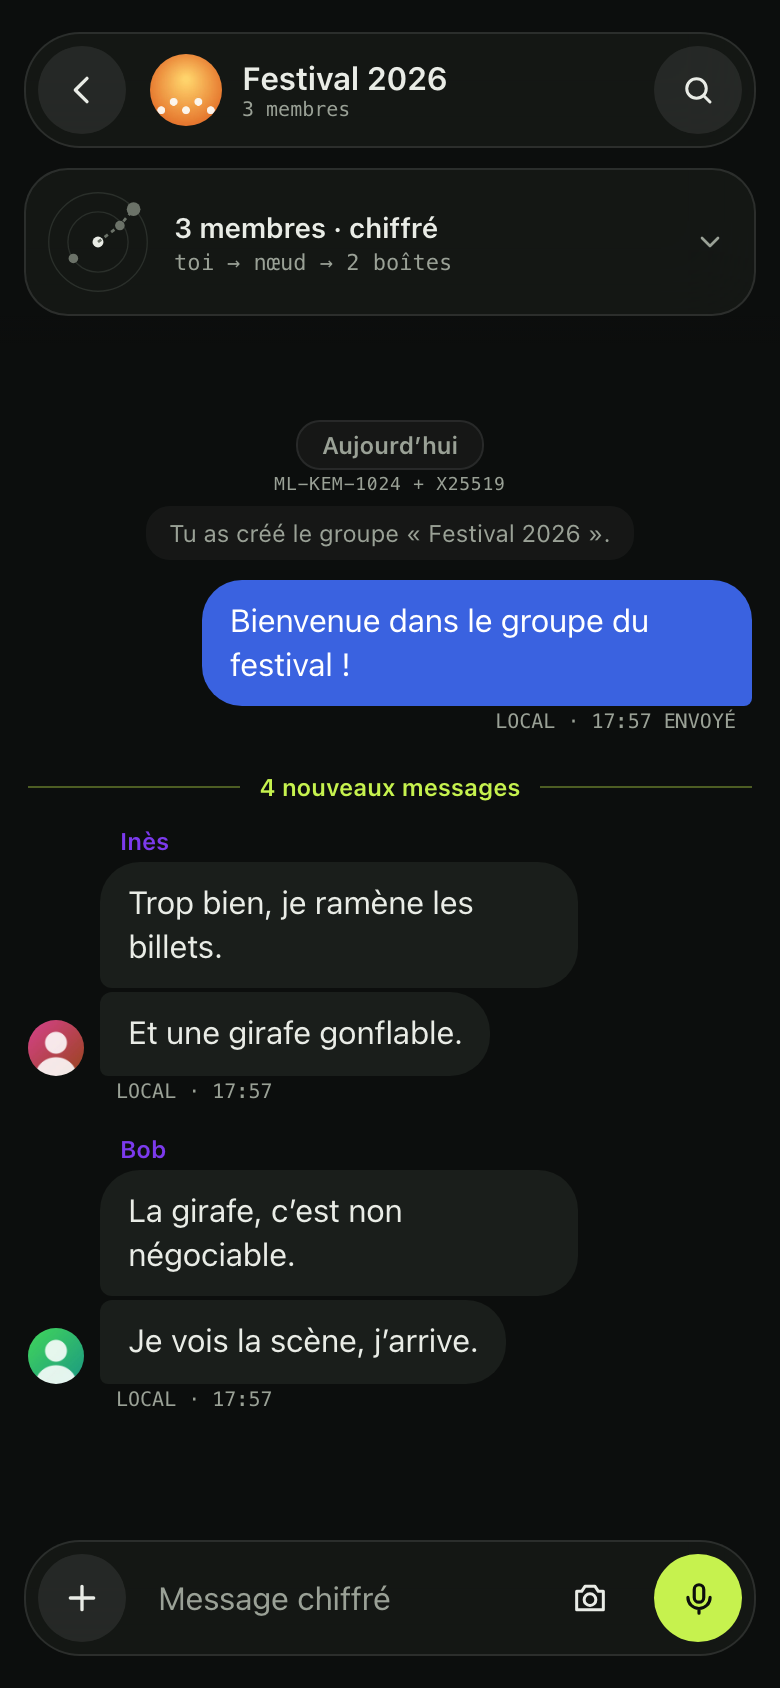 Festival 2026
3 membres
3 membres · chiffré
toi → nœud → 2 boîtes
Aujourd’hui
ML-KEM-1024 + X25519
Tu as créé le groupe « Festival 2026 ».
Bienvenue dans le groupe du
festival !
LOCAL · 17:57 ENVOYÉ
4 nouveaux messages
Inès
Trop bien, je ramène les
billets.
Et une girafe gonflable.
LOCAL · 17:57
Bob
La girafe, c’est non
négociable.
Je vois la scène, j’arrive.
LOCAL · 17:57
Message chiffré